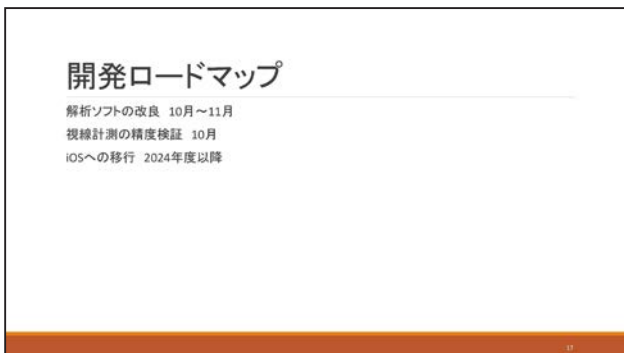 開発ロードマップ
解析ソフトの改良 10月～11月
視線計測の精度検証 10月
iOSへの移行 2024年度以降
17